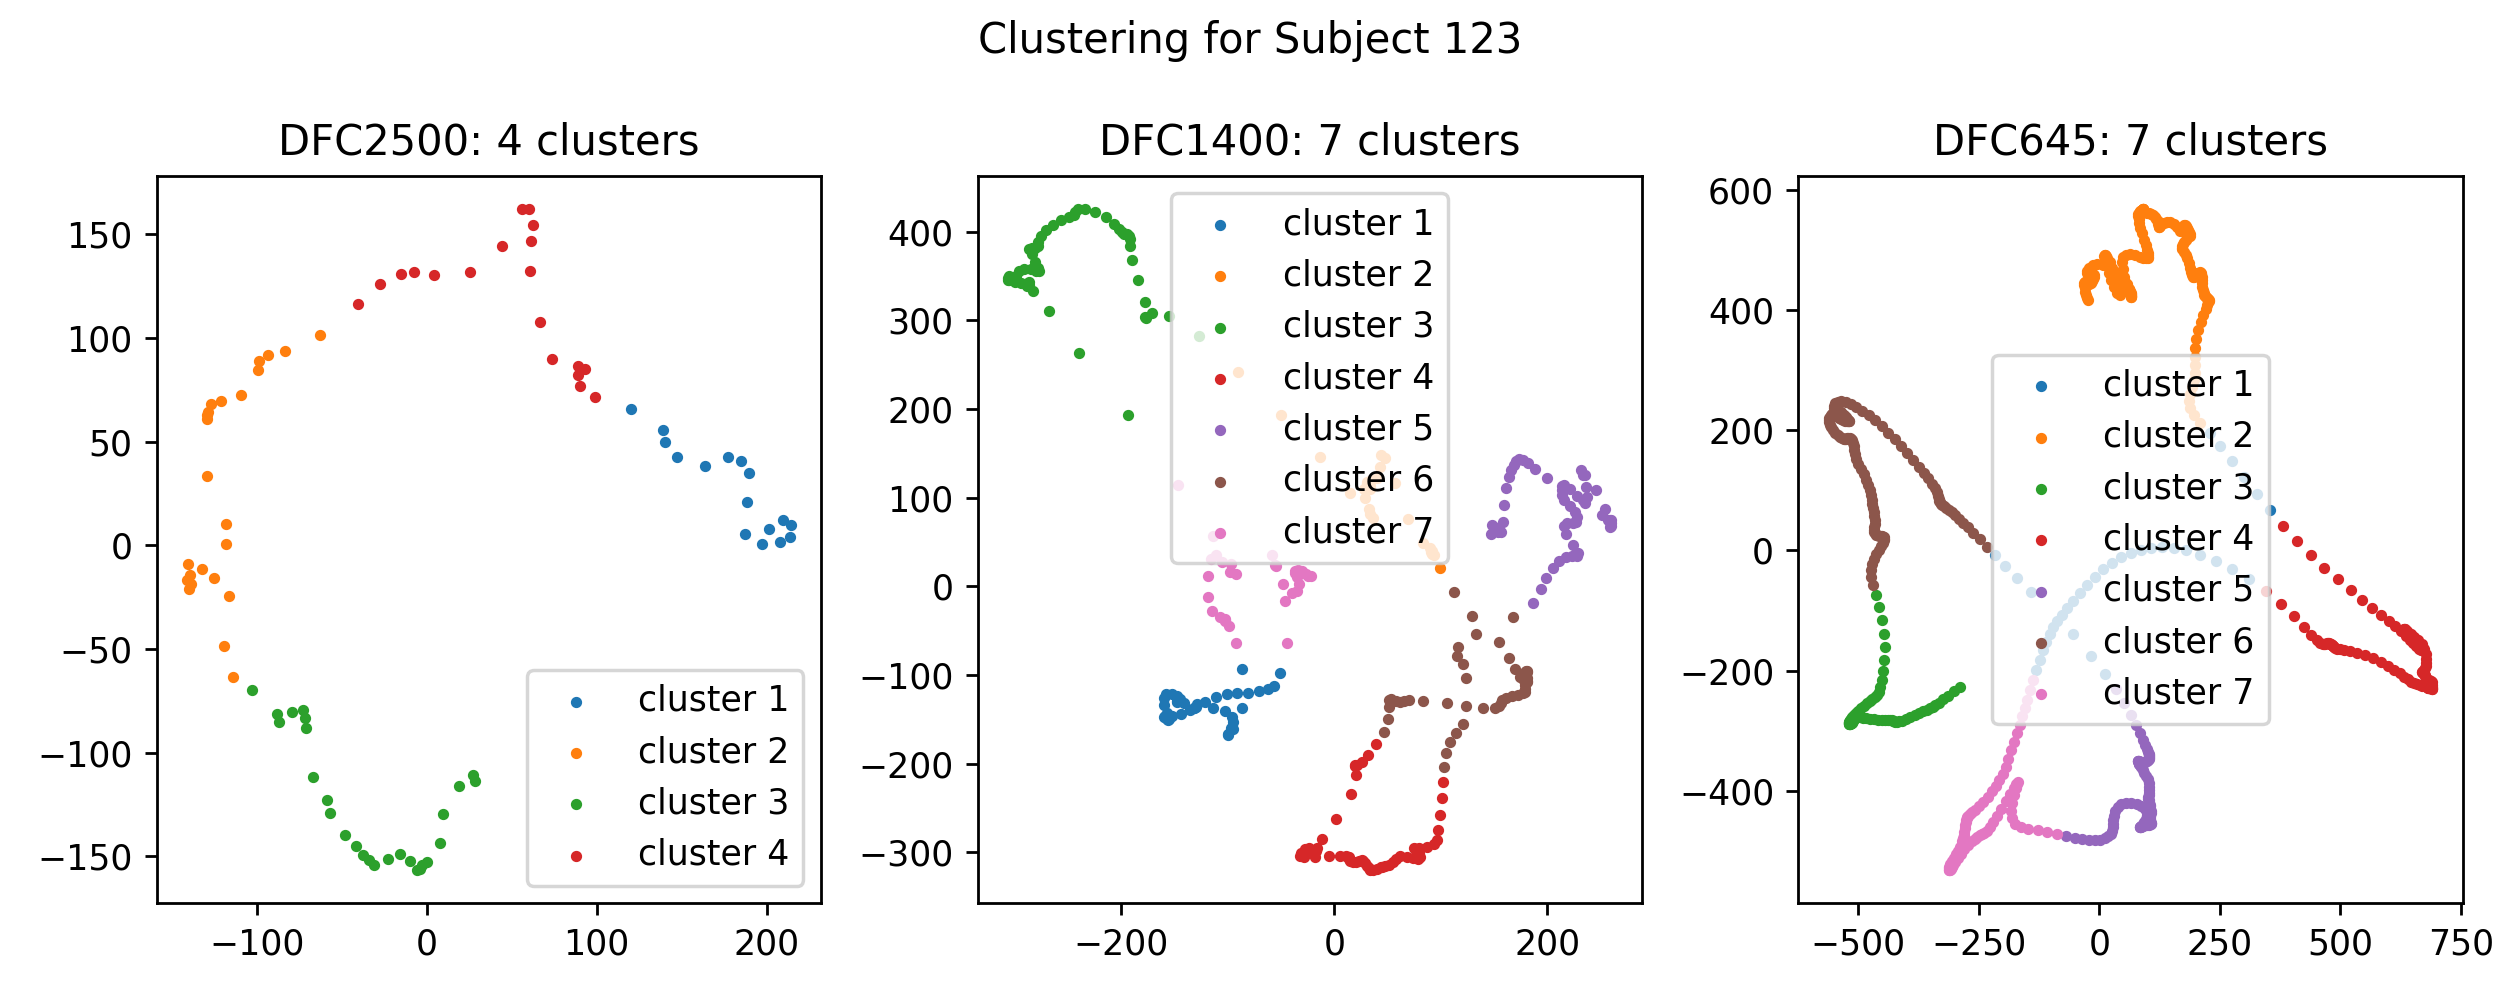 Clustering for Subject 123
DFC2500: 4 clusters
150
100
50
0
−50
−100
−150
−100 0 100 200
cluster 1
cluster 2
cluster 3
cluster 4
DFC1400: 7 clusters
400
300
200
100
0
−100
−200
−300
−200 0 200
cluster 1
cluster 2
cluster 3
cluster 4
cluster 5
cluster 6
cluster 7
DFC645: 7 clusters
600
400
200
0
−200
−400
−500 −250 0 250 500 750
cluster 1
cluster 2
cluster 3
cluster 4
cluster 5
cluster 6
cluster 7